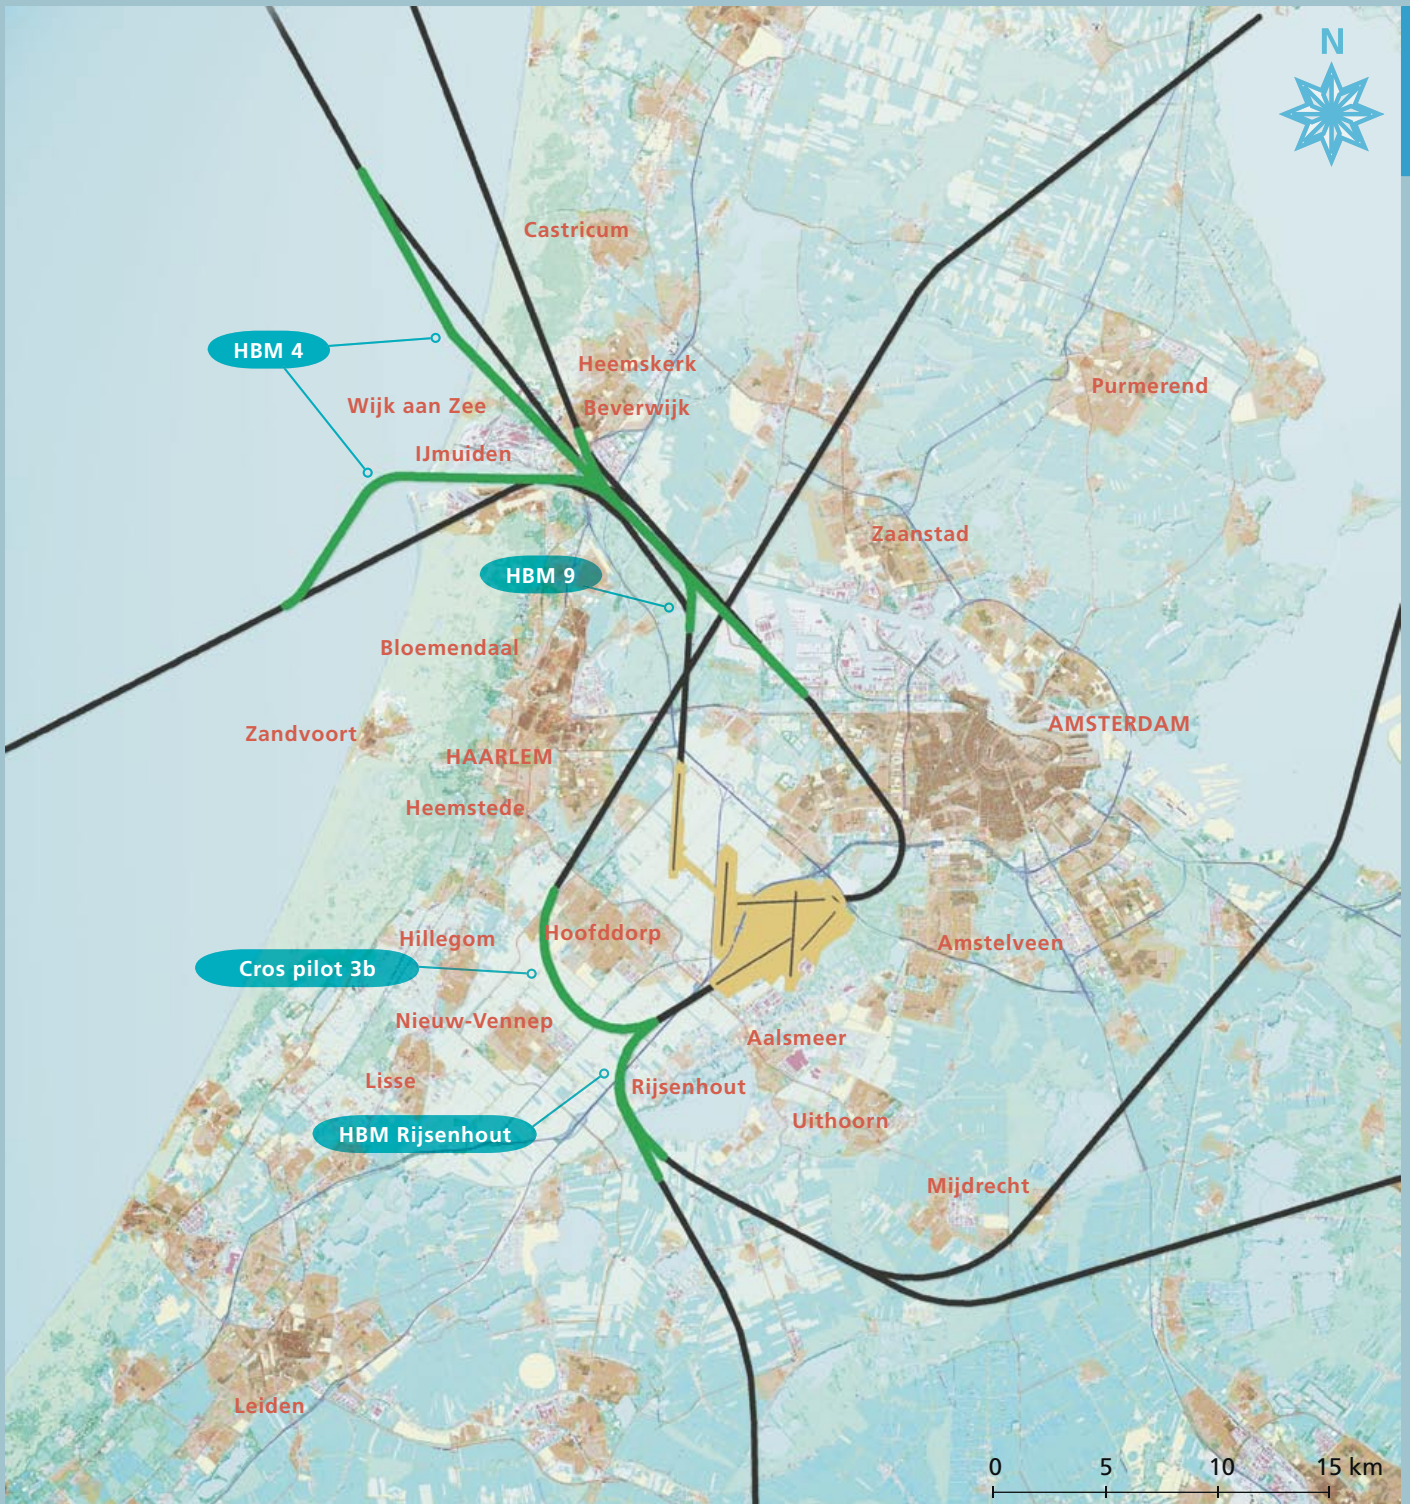 N
Castricum
HBM 4
Heemskerk
Purmerend
Wijk aan Zee
Beverwijk
IJmuiden
Zaanstad
HBM 9
Bloemendaal
AMSTERDAM
Zandvoort
HAARLEM
Heemstede
Hoofddorp
Hillegom
Amstelveen
Cros pilot 3b
Nieuw-Vennep
Aalsmeer
Lisse
Rijsenhout
Uithoorn
HBM Rijsenhout
Mijdrecht
Leiden
0 5 10 15 km